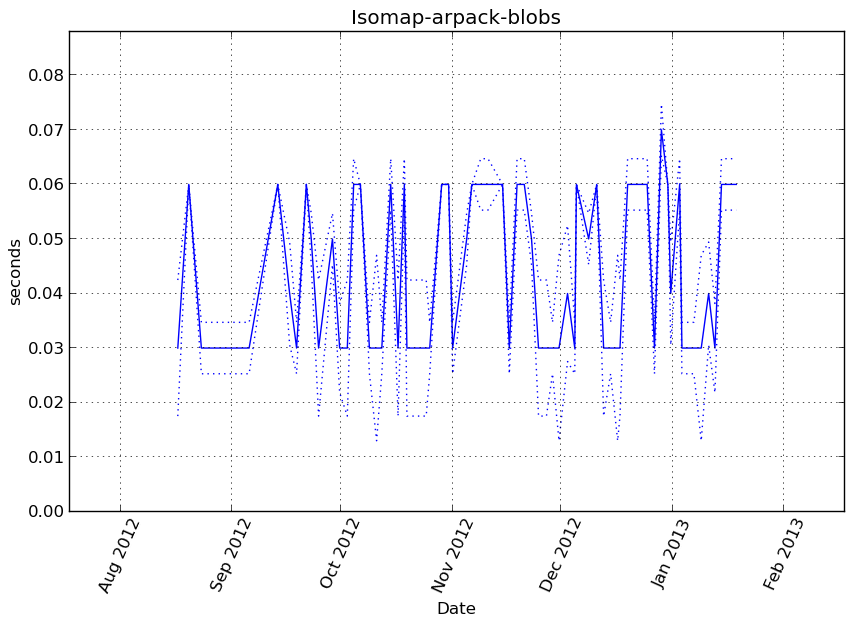 Isomap-arpack-blobs
0.08
0.07
0.06
0.05
0.04
0.03
0.02
0.01
0.00
seconds
Aug 2012
Sep 2012
Oct 2012
Nov 2012
Dec 2012
Jan 2013
Feb 2013
Date